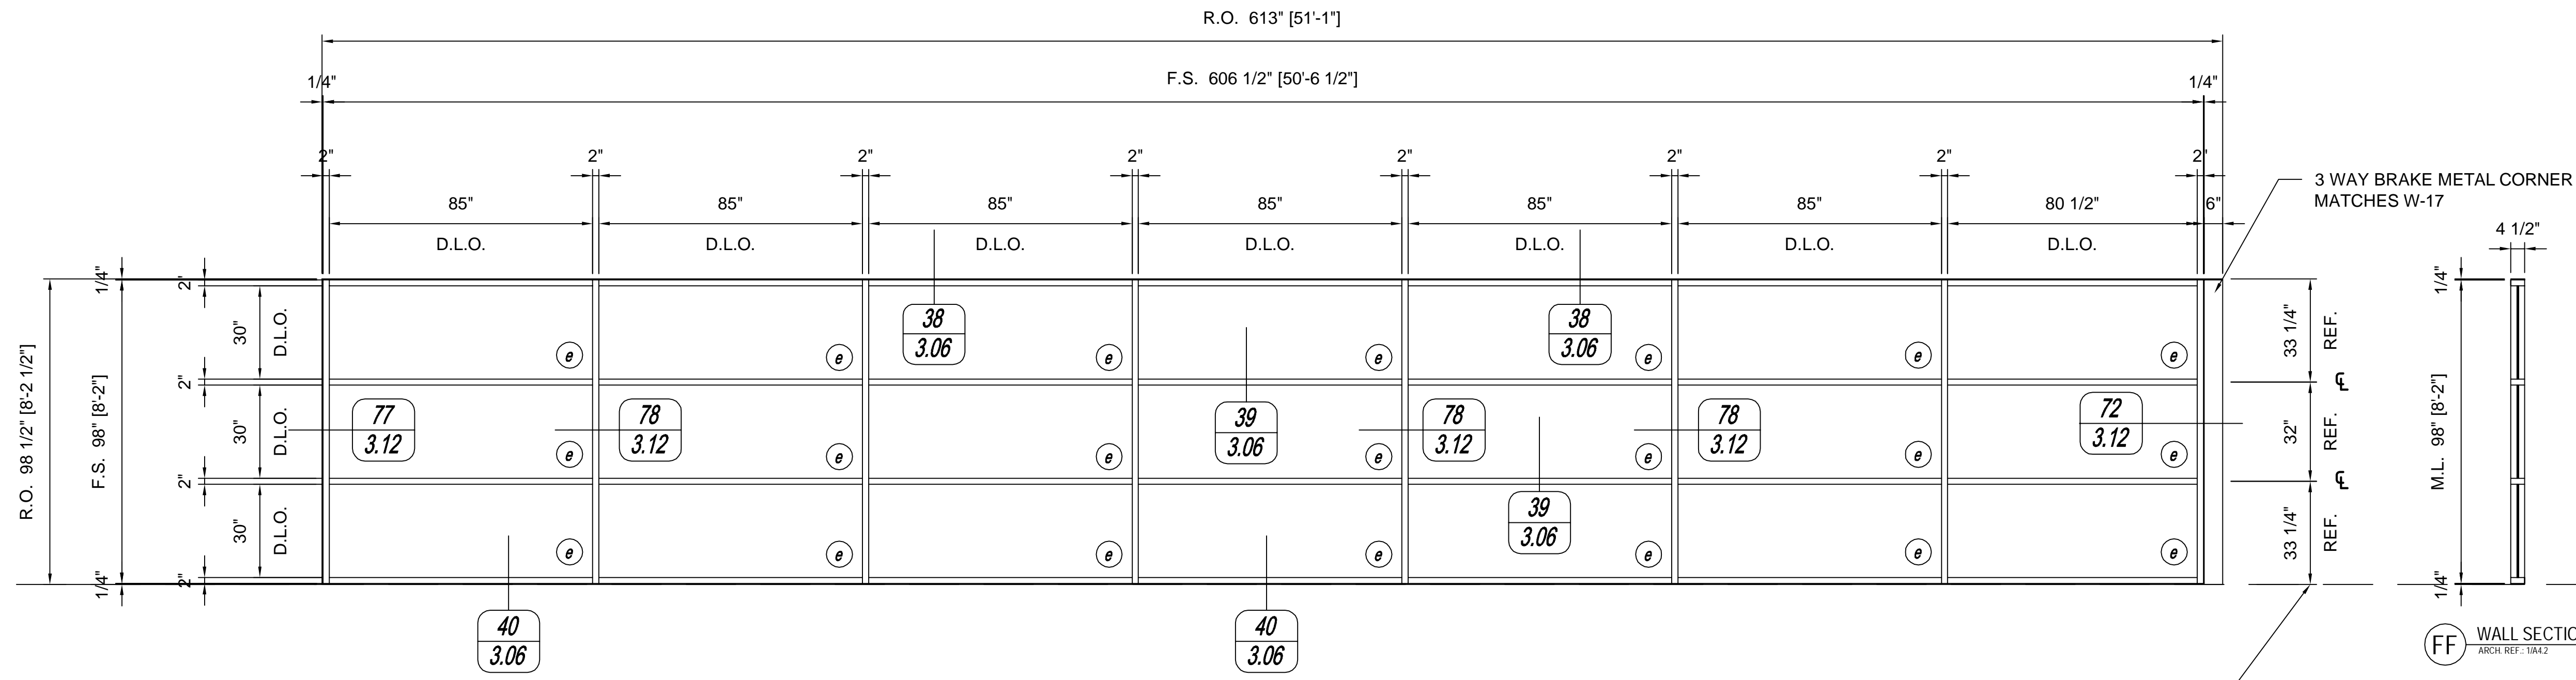 R.O. 613" [51'-1"]
1/4" F.S. 606 1/2" [50'-6 1/2"] 1/4"
2" 2" 2" 2" 2" 2" 2" 2"
85" 85" 85" 85" 85" 85" 80 1/2" 6"
D.L.O. D.L.O. D.L.O. D.L.O. D.L.O. D.L.O. D.L.O.
3 WAY BRAKE METAL CORNER
MATCHES W-17
4 1/2"
R.O. 98 1/2" [8'-2 1/2"]
1/4"
F.S. 98" [8'-2"]
1/4"
2"
30" D.L.O.
2"
30" D.L.O.
2"
30" D.L.O.
2"
38 38
3.06 3.06
e e e e e e e
77 78 39 78 78 72
3.12 3.12 3.06 3.12 3.12 3.12
e e e e e e e
39
3.06
e e e e e e e
40 40
3.06 3.06
33 1/4" REF.
℄
32" REF.
℄
33 1/4" REF.
1/4"
M.L. 98" [8'-2"]
1/4"
FF WALL SECTIO
ARCH. REF.: 1/A4.2